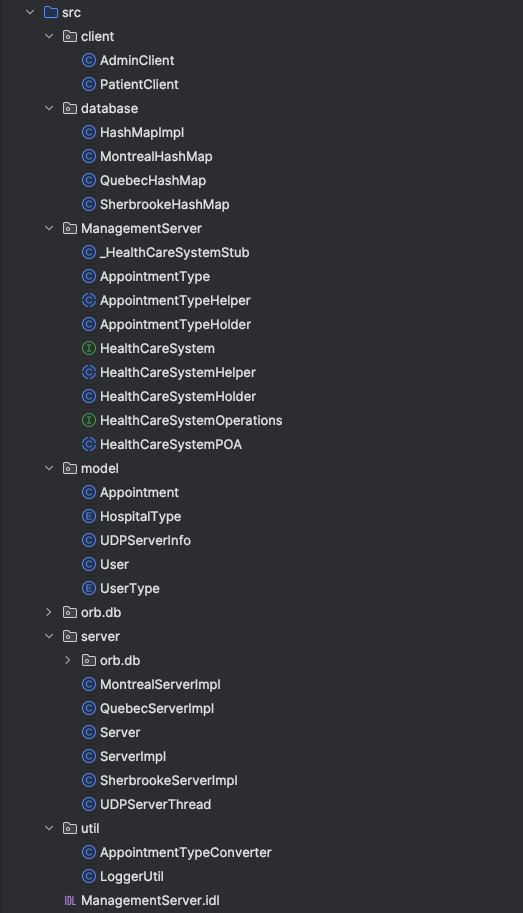 src
client
AdminClient
PatientClient
database
HashMapImpl
MontrealHashMap
QuebecHashMap
SherbrookeHashMap
ManagementServer
_HealthCareSystemStub
AppointmentType
AppointmentTypeHelper
AppointmentTypeHolder
HealthCareSystem
HealthCareSystemHelper
HealthCareSystemHolder
HealthCareSystemOperations
HealthCareSystemPOA
model
Appointment
HospitalType
UDPServerInfo
User
UserType
orb.db
server
orb.db
MontrealServerImpl
QuebecServerImpl
Server
ServerImpl
SherbrookeServerImpl
UDPServerThread
util
AppointmentTypeConverter
LoggerUtil
IDL ManagementServer.idl